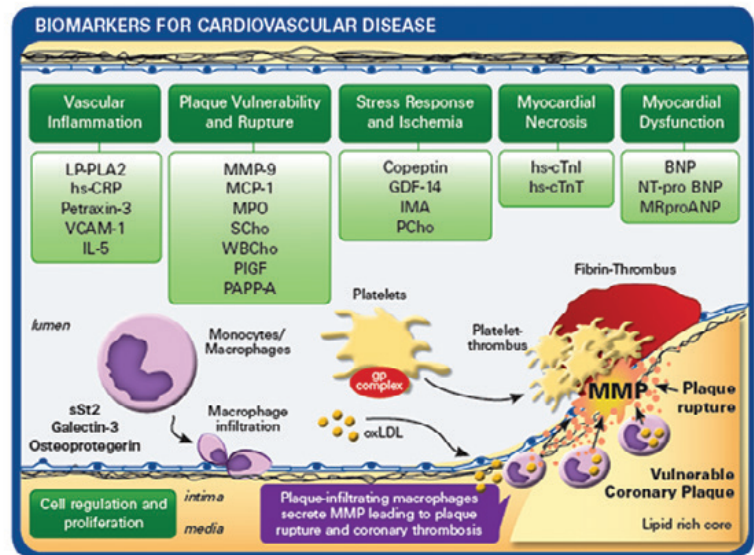 BIOMARKERS FOR CARDIOVASCULAR DISEASE
Vascular
Inflammation
LP-PLA2
hs-CRP
Petraxin-3
VCAM-1
IL-5
Plaque Vulnerability
and Rupture
MMP-9
MCP-1
MPO
SCho
WBCho
PIGF
PAPP-A
Stress Response
and Ischemia
Copeptin
GDF-14
IMA
PCho
Myocardial
Necrosis
hs-cTnI
hs-cTnT
Myocardial
Dysfunction
BNP
NT-pro BNP
MRproANP
lumen
Monocytes/
Macrophages
sSt2
Galectin-3
Osteoprotegerin
Macrophage
infiltration
Platelets
gp
complex
oxLDL
Fibrin-Thrombus
Platelet-
thrombus
MMP
Plaque
rupture
Vulnerable
Coronary Plaque
Lipid rich core
Cell regulation and
proliferation
intima
media
Plaque-infiltrating macrophages
secrete MMP leading to plaque
rupture and coronary thrombosis